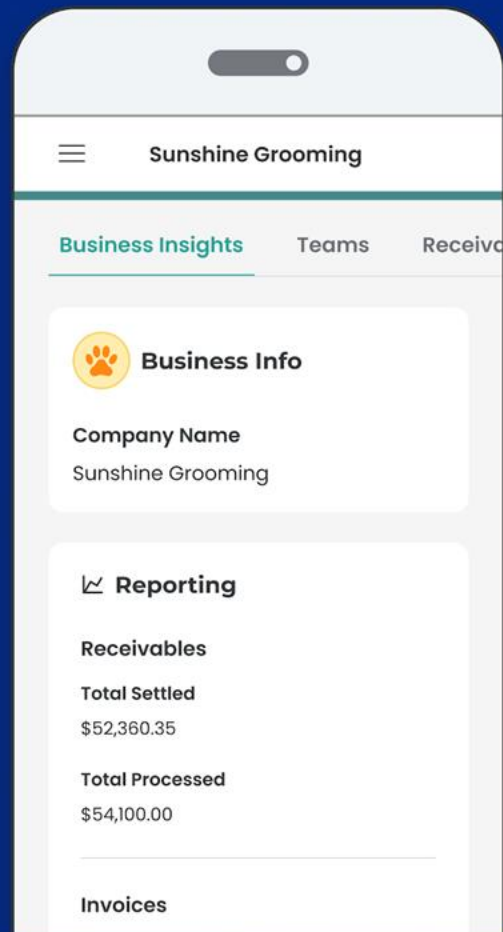 Sunshine Grooming
Business Insights Teams
Business Info
Company Name
Sunshine Grooming
Reporting
Receivables
Total Settled
$52,360.35
Total Processed
$54,100.00
Invoices